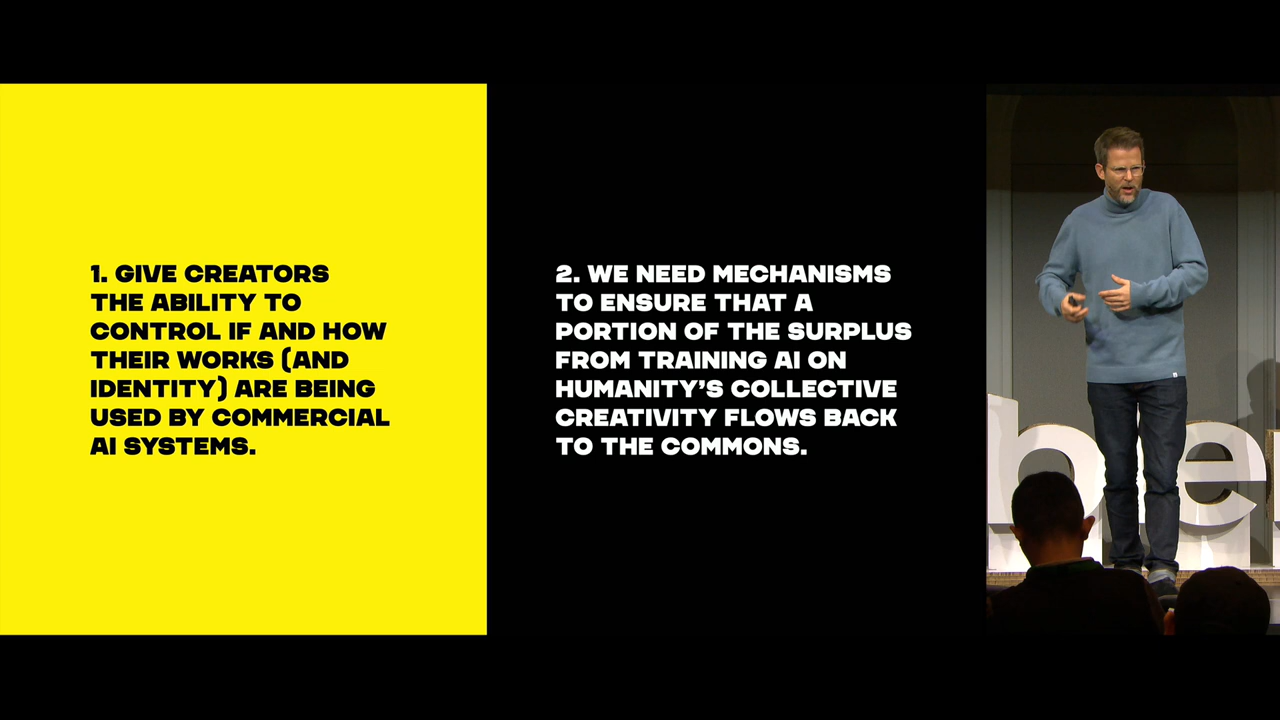 1. GIVE CREATORS
THE ABILITY TO
CONTROL IF AND HOW
THEIR WORKS (AND
IDENTITY) ARE BEING
USED BY COMMERCIAL
AI SYSTEMS.
2. WE NEED MECHANISMS
TO ENSURE THAT A
PORTION OF THE SURPLUS
FROM TRAINING AI ON
HUMANITY’S COLLECTIVE
CREATIVITY FLOWS BACK
TO THE COMMONS.
be